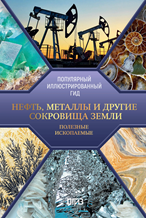 ПОПУЛЯРНЫЙ
ИЛЛЮСТРИРОВАННЫЙ
ГИД
НЕФТЬ, МЕТАЛЛЫ И ДРУГИЕ
СОКРОВИЩА ЗЕМЛИ
ПОЛЕЗНЫЕ
ИСКОПАЕМЫЕ